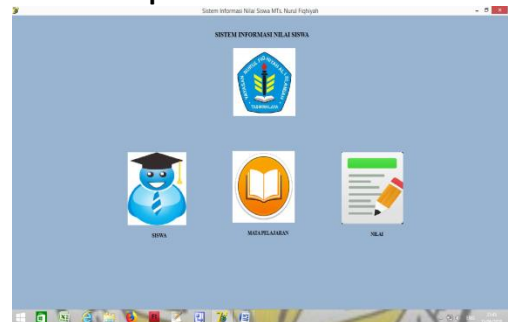 Sistem Informasi Nilai Siswa MTs. Nurul Fiqhiyah
SISTEM INFORMASI NILAI SISWA
SISWA
MATA PELAJARAN
NILAI